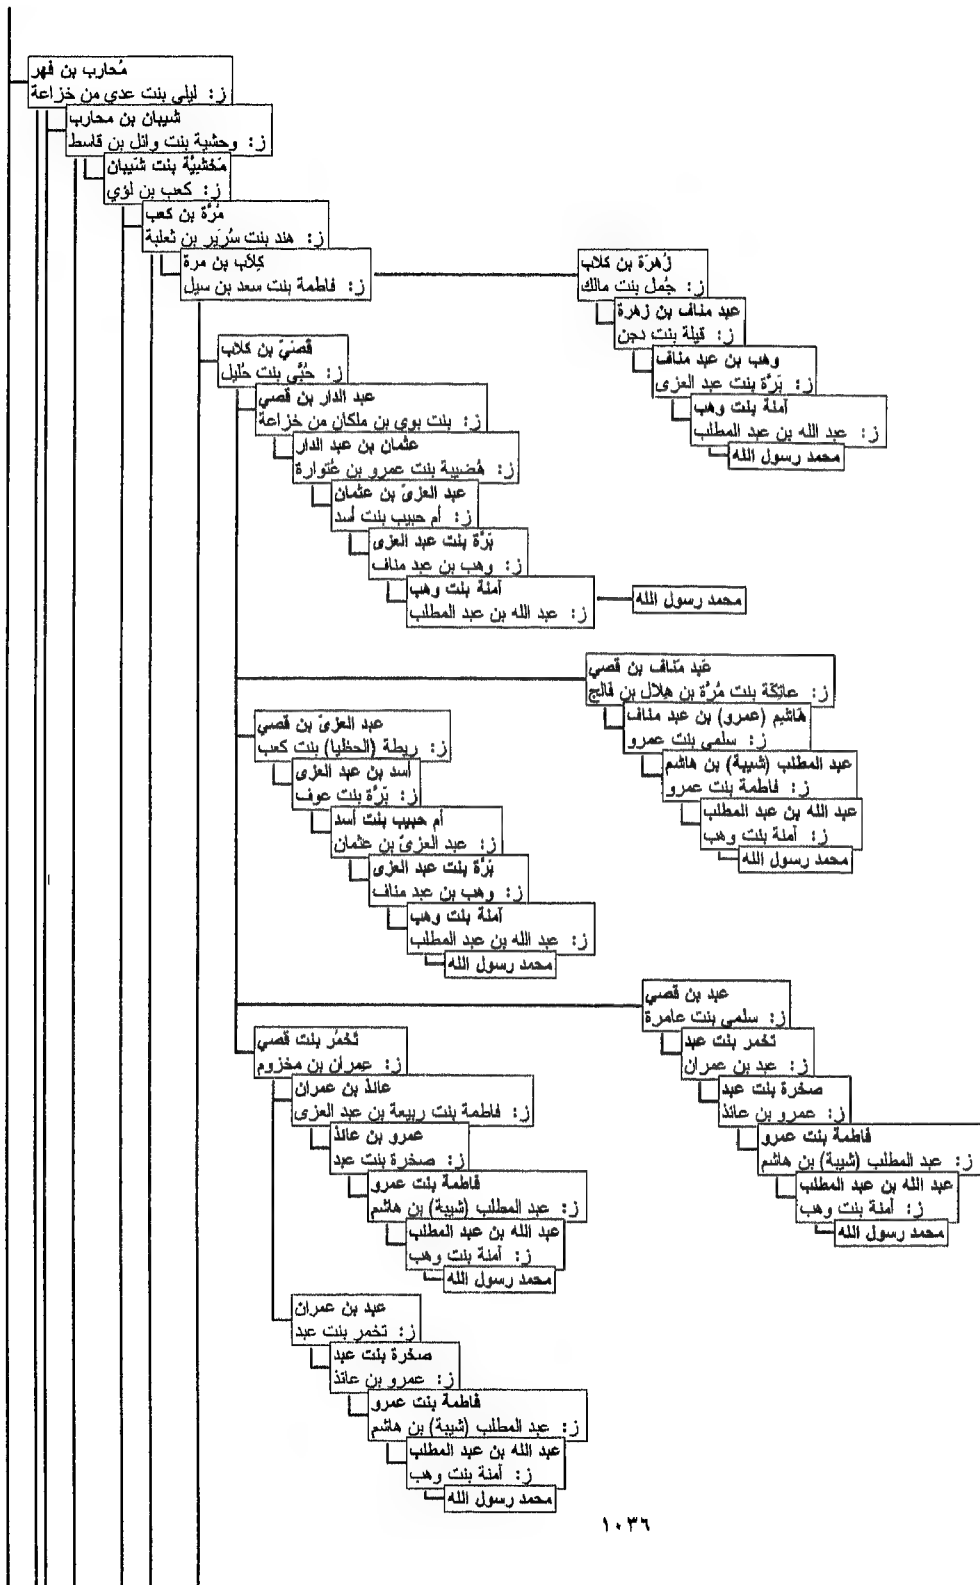 مُحارب بن فهر
ز: ليلى بنت عدي من خزاعة
شيبان بن محارب
ز: وحشية بنت وائل بن قاسط
مَخشيَّة بنت شَيبان
ز: كعب بن لؤي
مُرَّة بن كعب
ز: هند بنت سُرَير بن ثعلبة
كِلاَب بن مرة
ز: فاطمة بنت سعد بن سيل
زُهرَة بن كلاب
ز: جُمل بنت مالك
عبد مناف بن زهرة
ز: قيلة بنت دجن
وهب بن عبد مناف
ز: بَرَّة بنت عبد العزى
آمنة بنت وهب
ز: عبد الله بن عبد المطلب
محمد رسول الله
قُصَيّ بن كلاب
ز: حُبَّى بنت حُليل
عبد الدار بن قصي
ز: بنت بوي بن ملكان من خزاعة
عثمان بن عبد الدار
ز: هُضيبة بنت عمرو بن عُتوارة
عبد العزىّ بن عثمان
ز: أم حبيب بنت أسد
بَرَّة بنت عبد العزى
ز: وهب بن عبد مناف
آمنة بنت وهب
ز: عبد الله بن عبد المطلب
محمد رسول الله
عَبد مَناف بن قصي
ز: عاتِكَة بنت مُرَّة بن هِلال بن فالج
هَاشِم (عمرو) بن عبد مناف
ز: سلمى بنت عمرو
عبد المطلب (شيبة) بن هاشم
ز: فاطمة بنت عمرو
عبد الله بن عبد المطلب
ز: آمنة بنت وهب
محمد رسول الله
عبد العزىّ بن قصي
ز: ريطة (الحظيا) بنت كعب
أسد بن عبد العزى
ز: بَرَّة بنت عوف
أم حبيب بنت أسد
ز: عبد العزىّ بن عثمان
بَرَّة بنت عبد العزى
ز: وهب بن عبد مناف
آمنة بنت وهب
ز: عبد الله بن عبد المطلب
محمد رسول الله
عبد بن قصي
ز: سلمى بنت عامرة
تخمر بنت عبد
ز: عبد بن عمران
صخرة بنت عبد
ز: عمرو بن عائذ
فاطمة بنت عمرو
ز: عبد المطلب (شيبة) بن هاشم
عبد الله بن عبد المطلب
ز: آمنة بنت وهب
محمد رسول الله
تَخمُر بنت قصي
ز: عمران بن مخزوم
عائذ بن عمران
ز: فاطمة بنت ربيعة بن عبد العزى
عمرو بن عائذ
ز: صخرة بنت عبد
فاطمة بنت عمرو
ز: عبد المطلب (شيبة) بن هاشم
عبد الله بن عبد المطلب
ز: آمنة بنت وهب
محمد رسول الله
عبد بن عمران
ز: تخمر بنت عبد
صخرة بنت عبد
ز: عمرو بن عائذ
فاطمة بنت عمرو
ز: عبد المطلب (شيبة) بن هاشم
عبد الله بن عبد المطلب
ز: آمنة بنت وهب
محمد رسول الله
١٠٣٦